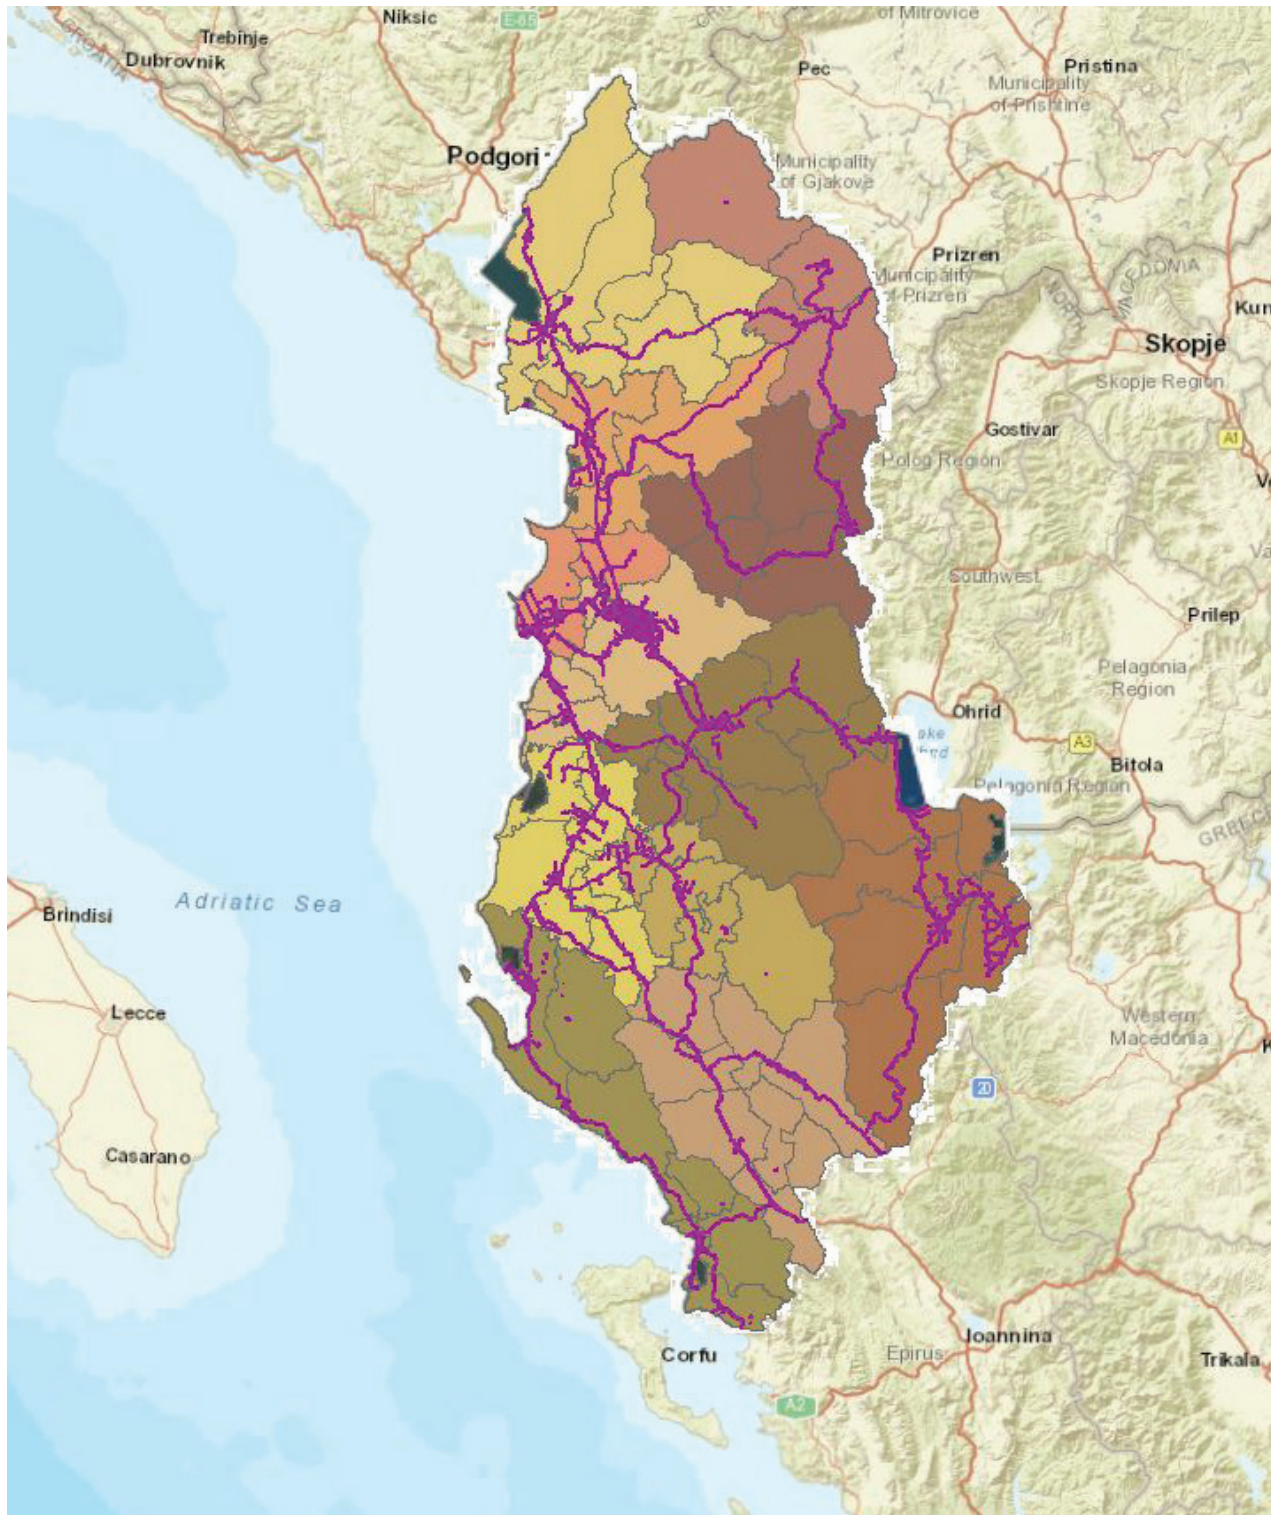 Niksic
E-65
of Mitrovice
Trebinje
CROATIA
Dubrovnik
Pec
Pristina
Municipality
of Prishtine
Podgori
Municipality
of Gjakove
Prizren
Municipality
of Prizren
NORTH
MACEDONIA
Kun
Skopje
Skopje Region
Gostivar
A1
Polog Region
Southwest
Prilep
Pelagonia
Region
Ohrid
A3
Bitola
Pelagonia Region
GREECE
Adriatic Sea
Brindisi
Lecce
Western
Macedonia
20
Casarano
Ioannina
Epirus
Corfu
Trikala
A2